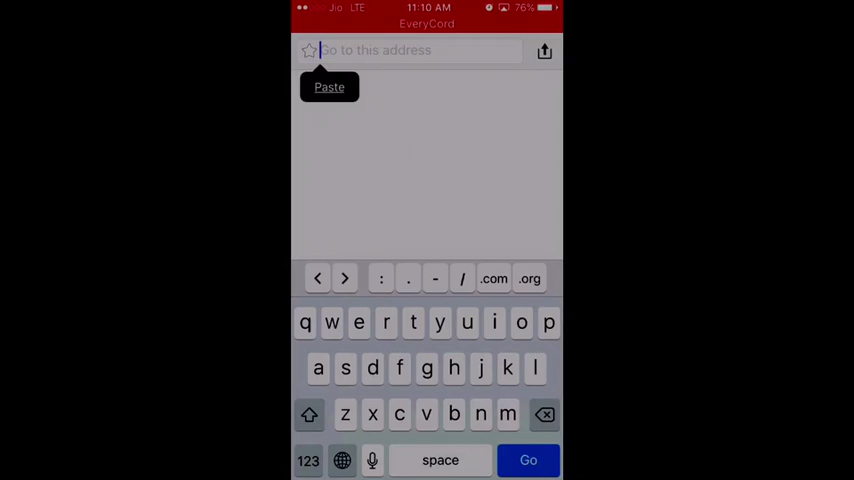 Jio LTE 11:10 AM 76%
EveryCord
Go to this address
Paste
< > : . - / .com .org
q w e r t y u i o p
a s d f g h j k l
z x c v b n m
123 space Go